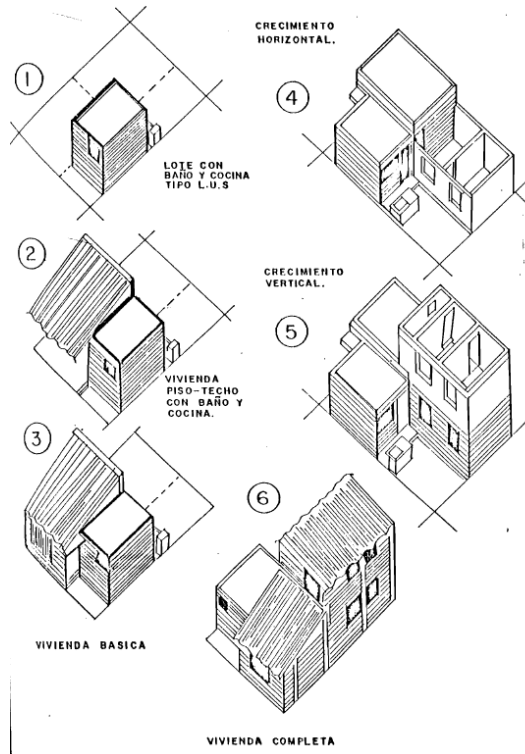 1
LOTE CON
BAÑO Y COCINA
TIPO L.U.S
2
VIVIENDA
PISO-TECHO
CON BAÑO Y
COCINA.
3
VIVIENDA BASICA
CRECIMIENTO
HORIZONTAL.
4
CRECIMIENTO
VERTICAL.
5
6
VIVIENDA COMPLETA